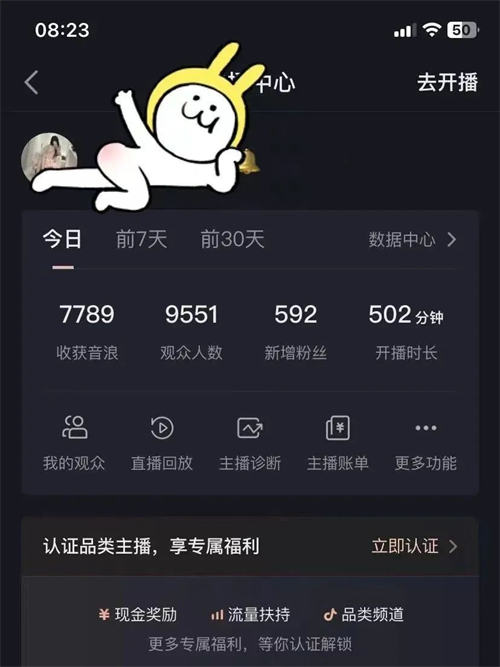 08:23
50
中心
去开播
今日 前7天 前30天 数据中心
7789 9551 592 502分钟
收获音浪 观众人数 新增粉丝 开播时长
我的观众 直播回放 主播诊断 主播账单 更多功能
认证品类主播，享专属福利 立即认证
现金奖励 流量扶持 品类频道
更多专属福利，等你认证解锁